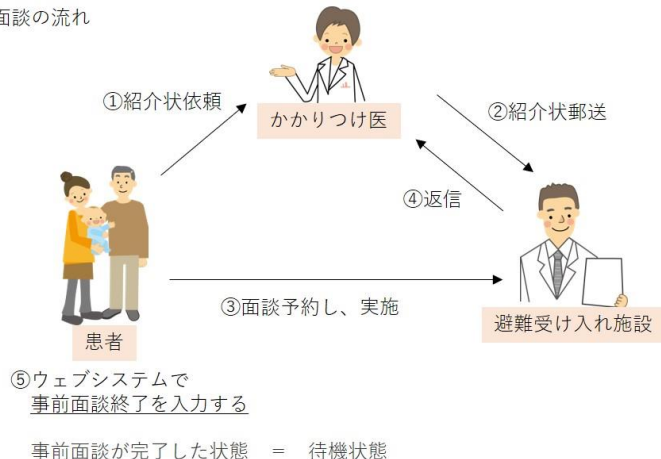 面談の流れ
①紹介状依頼
かかりつけ医
②紹介状郵送
④返信
③面談予約し、実施
避難受け入れ施設
患者
⑤ウェブシステムで
事前面談終了を入力する
事前面談が完了した状態 = 待機状態